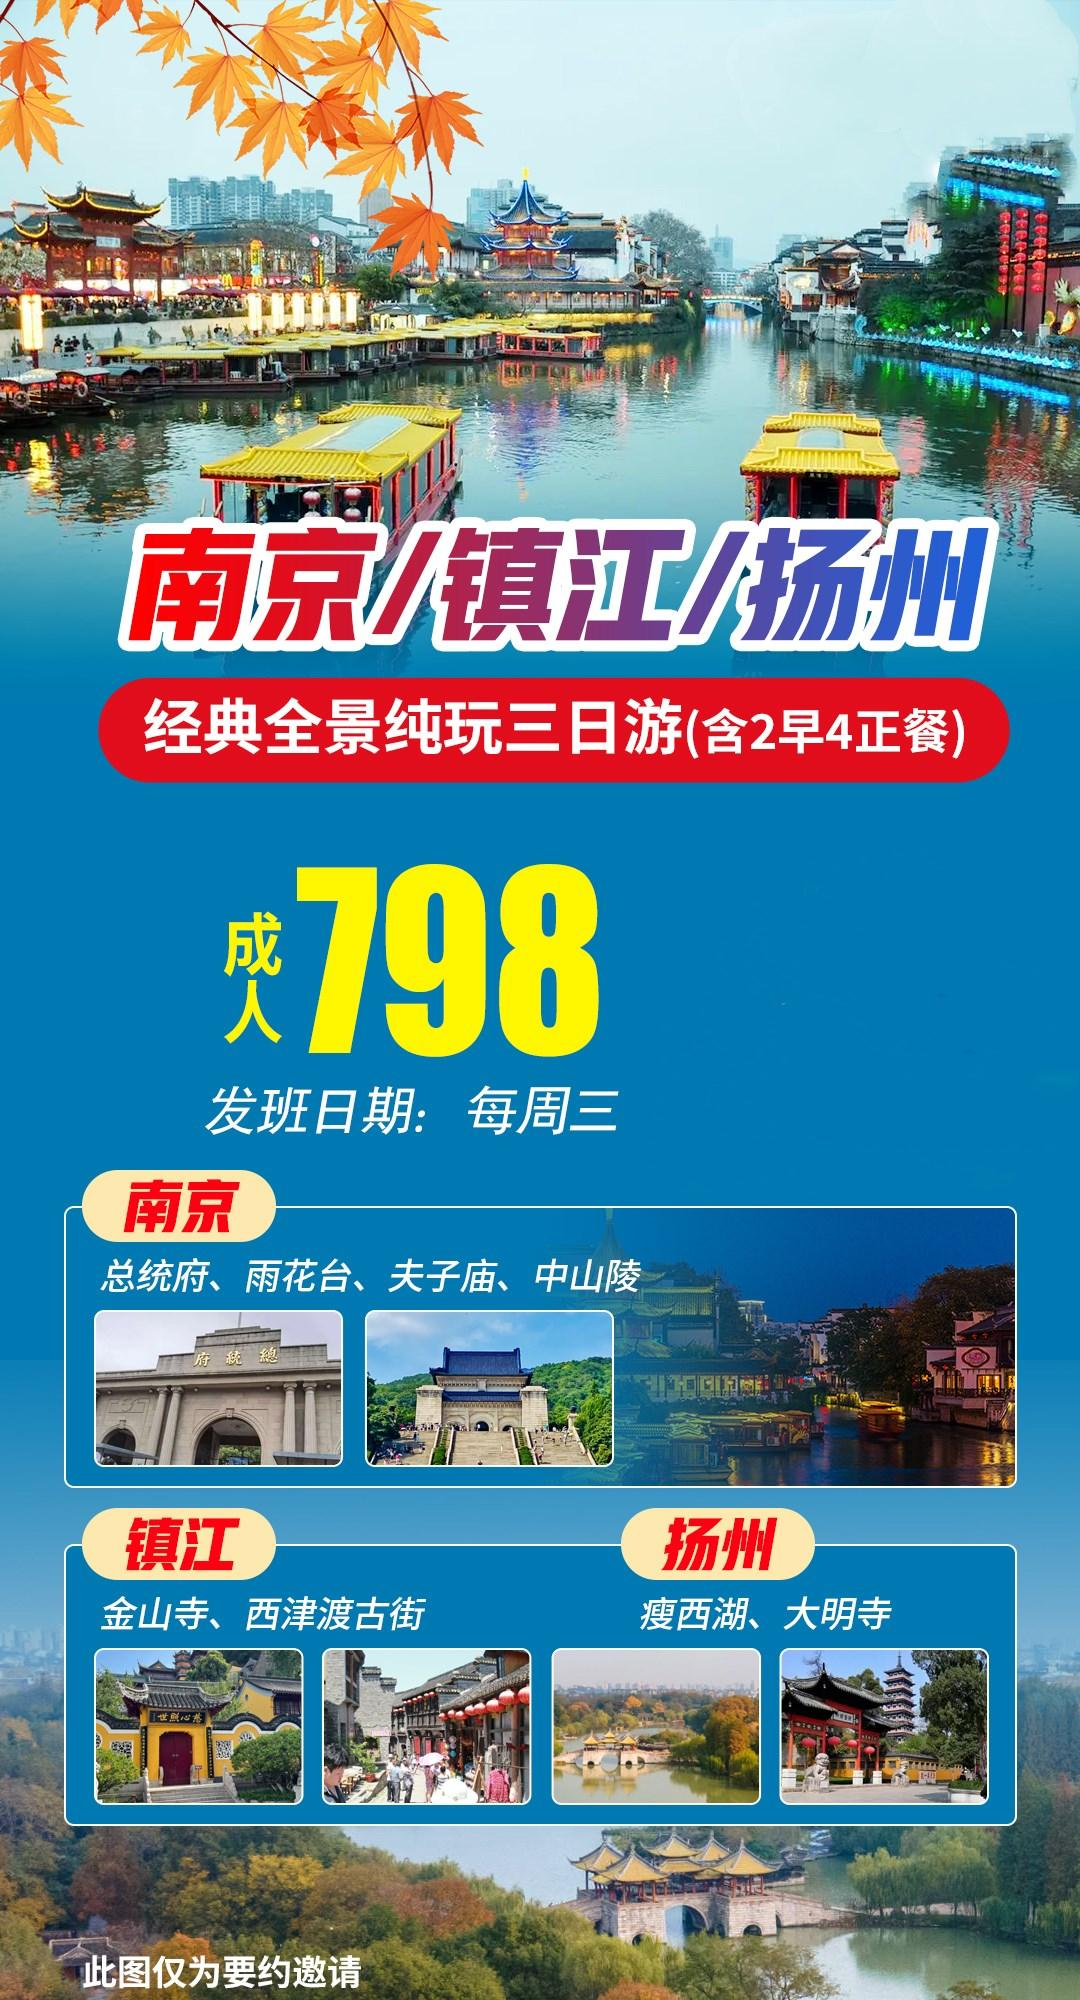 南京/镇江/扬州
经典全景纯玩三日游(含2早4正餐)
成人798
发班日期：每周三
南京
总统府、雨花台、夫子庙、中山陵
府統總
镇江
扬州
金山寺、西津渡古街
瘦西湖、大明寺
世照心慈
此图仅为要约邀请